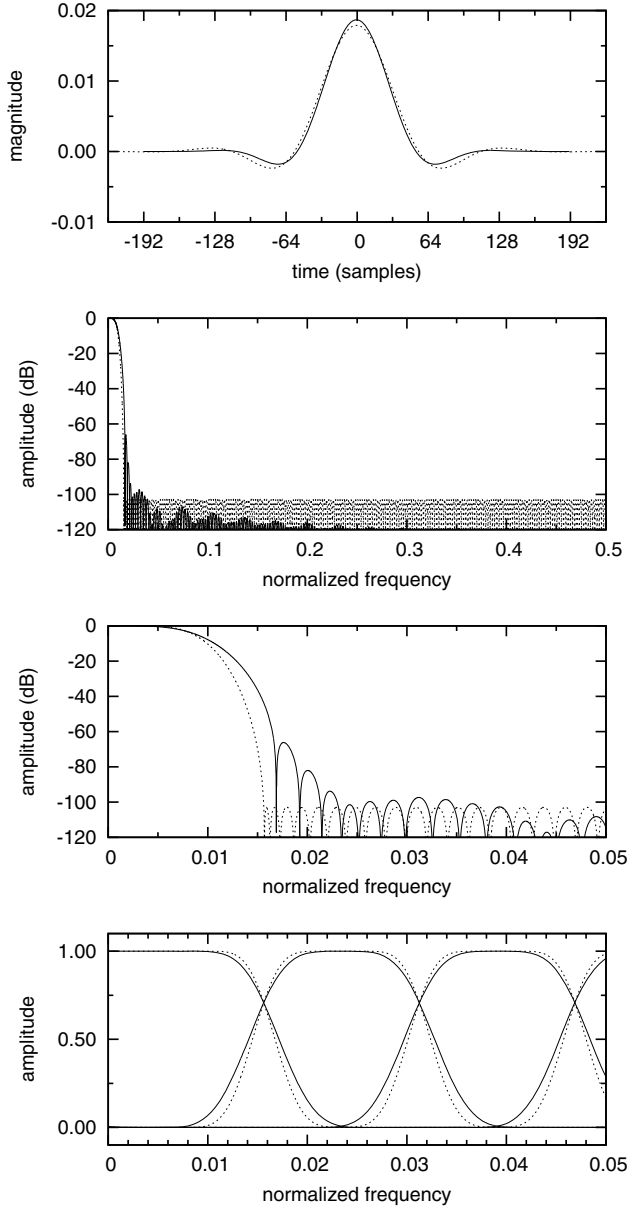 0.02
0.01
0.00
-0.01
magnitude
-192 -128 -64 0 64 128 192
time (samples)
0
-20
-40
-60
-80
-100
-120
amplitude (dB)
0 0.1 0.2 0.3 0.4 0.5
normalized frequency
0
-20
-40
-60
-80
-100
-120
amplitude (dB)
0 0.01 0.02 0.03 0.04 0.05
normalized frequency
1.00
0.50
0.00
amplitude
0 0.01 0.02 0.03 0.04 0.05
normalized frequency